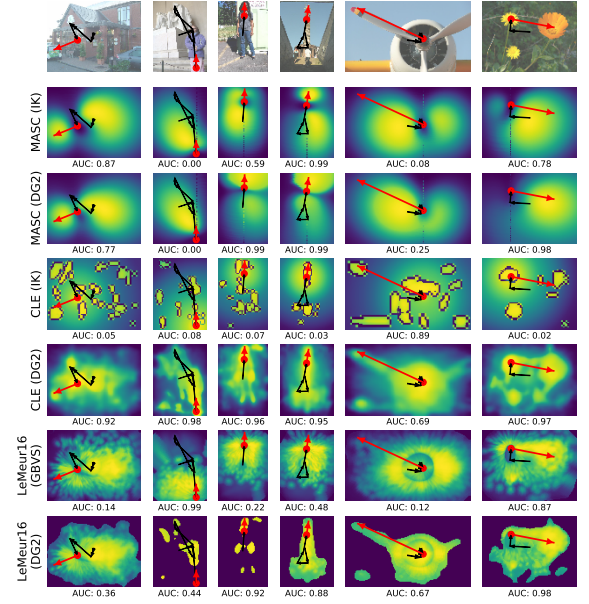 MASC (IK)
AUC: 0.87 AUC: 0.00 AUC: 0.59 AUC: 0.99 AUC: 0.08 AUC: 0.78
MASC (DG2)
AUC: 0.77 AUC: 0.00 AUC: 0.99 AUC: 0.99 AUC: 0.25 AUC: 0.98
CLE (IK)
AUC: 0.05 AUC: 0.08 AUC: 0.07 AUC: 0.03 AUC: 0.89 AUC: 0.02
CLE (DG2)
AUC: 0.92 AUC: 0.98 AUC: 0.96 AUC: 0.95 AUC: 0.69 AUC: 0.97
LeMeur16
(GBVS)
AUC: 0.14 AUC: 0.99 AUC: 0.22 AUC: 0.48 AUC: 0.12 AUC: 0.87
LeMeur16
(DG2)
AUC: 0.36 AUC: 0.44 AUC: 0.92 AUC: 0.88 AUC: 0.67 AUC: 0.98